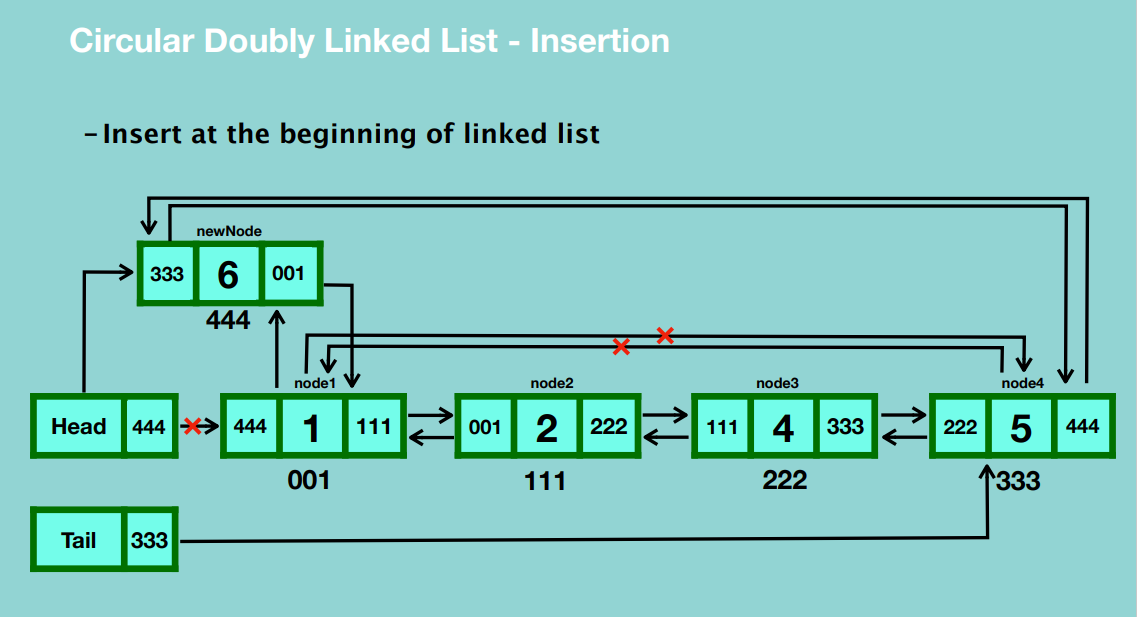 Circular Doubly Linked List - Insertion
– Insert at the beginning of linked list
newNode
333 6 001
444
node1 node2 node3 node4
Head 444 444 1 111 001 2 222 111 4 333 222 5 444
001 111 222 333
Tail 333